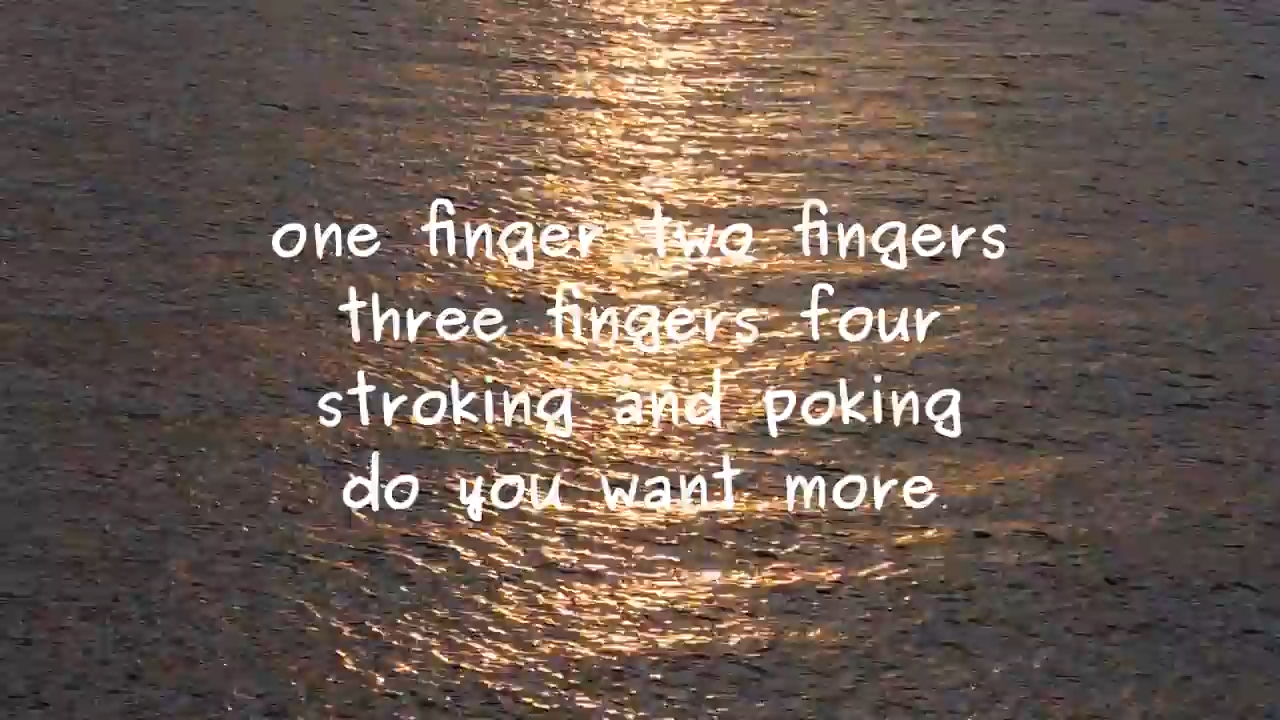 one finger two fingers
three fingers four
stroking and poking
do you want more